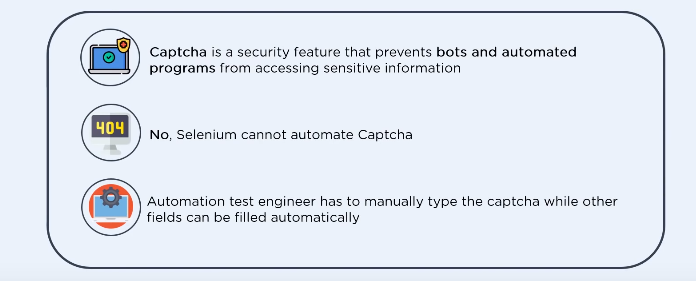 Captcha is a security feature that prevents bots and automated
programs from accessing sensitive information
404
No, Selenium cannot automate Captcha
Automation test engineer has to manually type the captcha while other
fields can be filled automatically